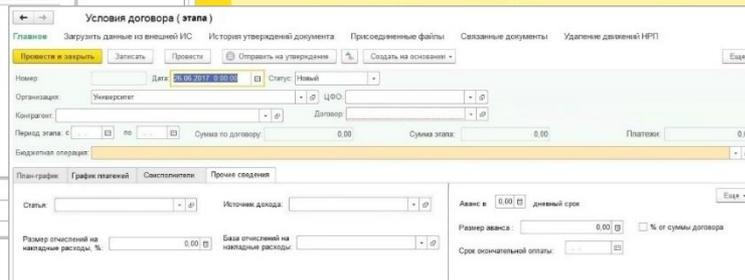 Условия договора ( этапа )
Главное Загрузить данные из внешней ИС История утверждений документа Присоединенные файлы Связанные документы Удаление движений НРП
Провести и закрыть Записать Провести Отправить на утверждение Создать на основании Еще
Номер: Дата: 26.06.2017 0:00:00 Статус: Новый
Организация: Университет ЦФО:
Контрагент: Договор:
Период этапа: с . . по . . Сумма по договору: 0,00 Сумма этапа: 0,00 Платежи: 0,0
Бюджетная операция:
План-график График платежей Соисполнители Прочие сведения
Статья: Источник дохода: Аванс в 0,00 дневный срок Еще
Размер аванса : 0,00 % от суммы договора
Размер отчислений на накладные расходы, %: 0,00 База отчислений на накладные расходы: Срок окончательной оплаты: . .